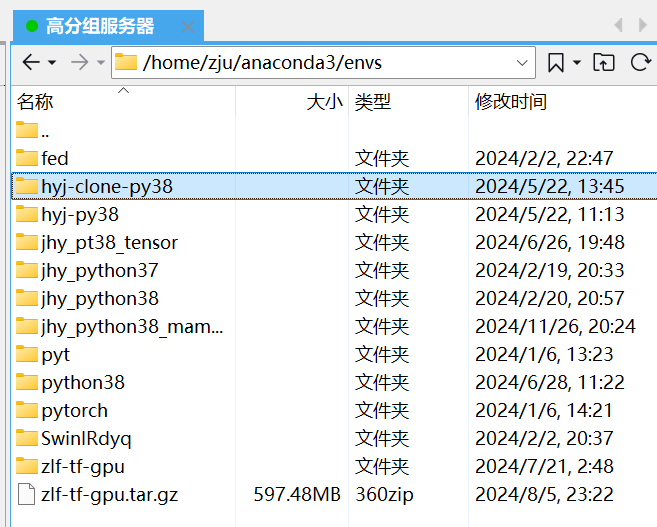 高分组服务器
/home/zju/anaconda3/envs
名称 大小 类型 修改时间
..
fed 文件夹 2024/2/2, 22:47
hyj-clone-py38 文件夹 2024/5/22, 13:45
hyj-py38 文件夹 2024/5/22, 11:13
jhy_pt38_tensor 文件夹 2024/6/26, 19:48
jhy_python37 文件夹 2024/2/19, 20:33
jhy_python38 文件夹 2024/2/20, 20:57
jhy_python38_mam... 文件夹 2024/11/26, 20:24
pyt 文件夹 2024/1/6, 13:23
python38 文件夹 2024/6/28, 11:22
pytorch 文件夹 2024/1/6, 14:21
SwinIRdyq 文件夹 2024/2/2, 20:37
zlf-tf-gpu 文件夹 2024/7/21, 2:48
zlf-tf-gpu.tar.gz 597.48MB 360zip 2024/8/5, 23:22